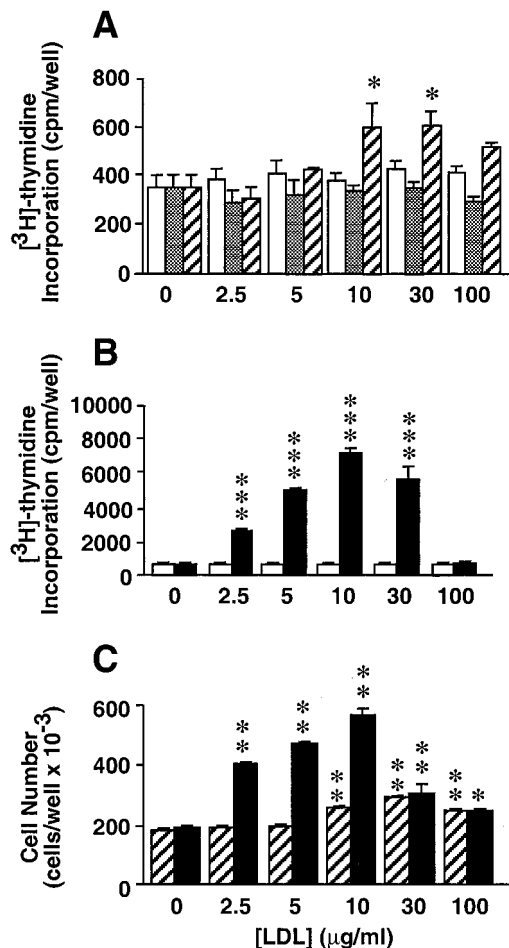 A
[³H]-thymidine
Incorporation (cpm/well)
800
600
400
200
0
* *
0 2.5 5 10 30 100
B
[³H]-thymidine
Incorporation (cpm/well)
10000
8000
6000
4000
2000
0
*** *** *** ***
0 2.5 5 10 30 100
C
Cell Number
(cells/well x 10⁻³)
600
400
200
0
** ** ** ** ** ** ** *
0 2.5 5 10 30 100
[LDL] (μg/ml)